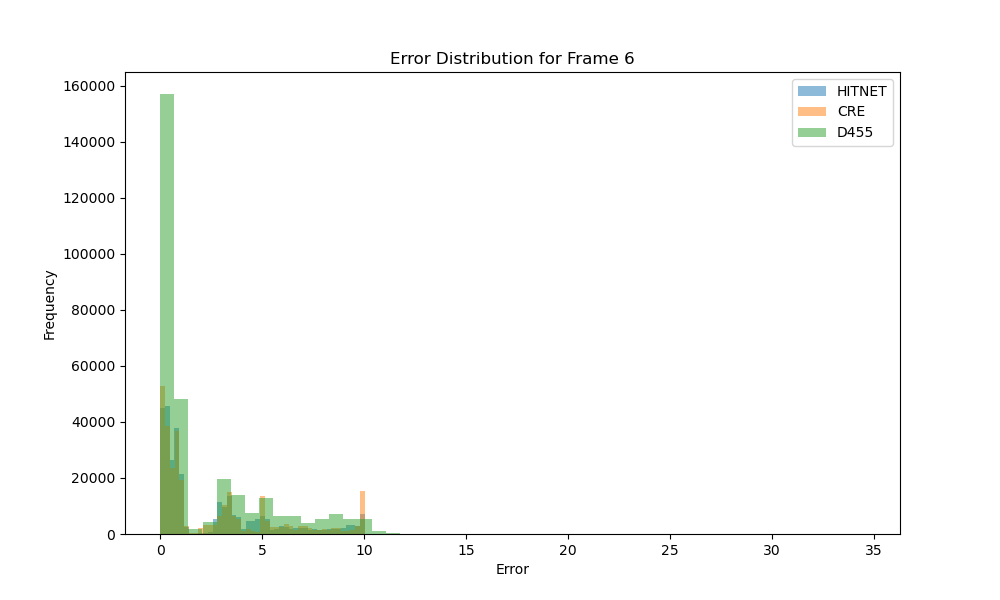 Error Distribution for Frame 6
HITNET
CRE
D455
160000
140000
120000
100000
80000
60000
40000
20000
0
Frequency
0 5 10 15 20 25 30 35
Error